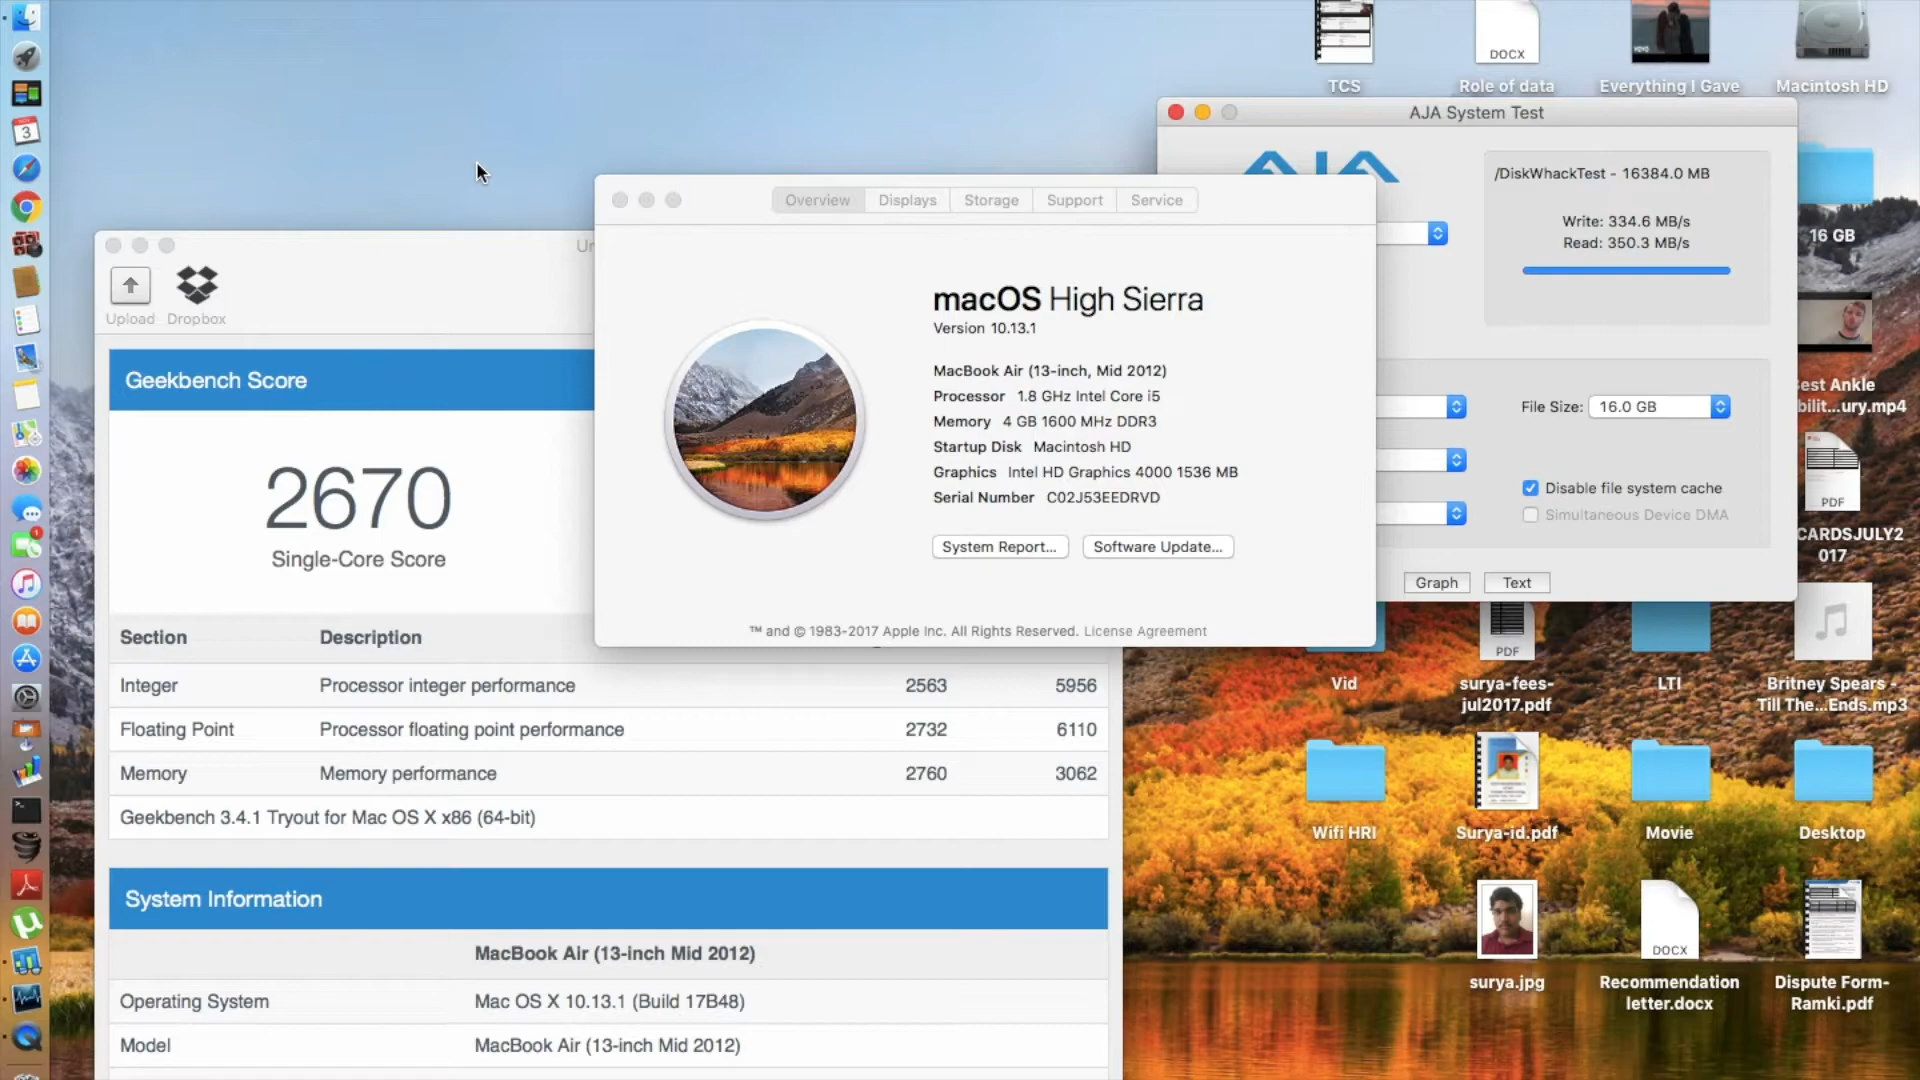 TCS
DOCX
Role of data
Everything I Gave
Macintosh HD
3
AJA System Test
AJA
/DiskWhackTest - 16384.0 MB
Write: 334.6 MB/s
Read: 350.3 MB/s
File Size: 16.0 GB
Disable file system cache
Simultaneous Device DMA
Graph
Text
Overview
Displays
Storage
Support
Service
macOS High Sierra
Version 10.13.1
MacBook Air (13-inch, Mid 2012)
Processor 1.8 GHz Intel Core i5
Memory 4 GB 1600 MHz DDR3
Startup Disk Macintosh HD
Graphics Intel HD Graphics 4000 1536 MB
Serial Number C02J53EEDRVD
System Report...
Software Update...
™ and © 1983-2017 Apple Inc. All Rights Reserved. License Agreement
Upload
Dropbox
Geekbench Score
2670
Single-Core Score
Section Description
Integer Processor integer performance 2563 5956
Floating Point Processor floating point performance 2732 6110
Memory Memory performance 2760 3062
Geekbench 3.4.1 Tryout for Mac OS X x86 (64-bit)
System Information
MacBook Air (13-inch Mid 2012)
Operating System Mac OS X 10.13.1 (Build 17B48)
Model MacBook Air (13-inch Mid 2012)
16 GB
Best Ankle
bilit...ury.mp4
PDF
CARDSJULY2
017
Vid
PDF
surya-fees-
jul2017.pdf
LTI
Britney Spears -
Till The...Ends.mp3
Wifi HRI
Surya-id.pdf
Movie
Desktop
surya.jpg
DOCX
Recommendation
letter.docx
Dispute Form-
Ramki.pdf